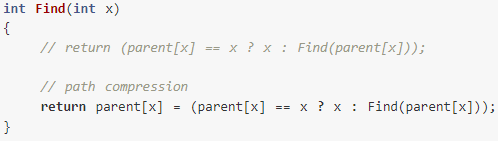 int Find(int x)
{
// return (parent[x] == x ? x : Find(parent[x]));
// path compression
return parent[x] = (parent[x] == x ? x : Find(parent[x]));
}